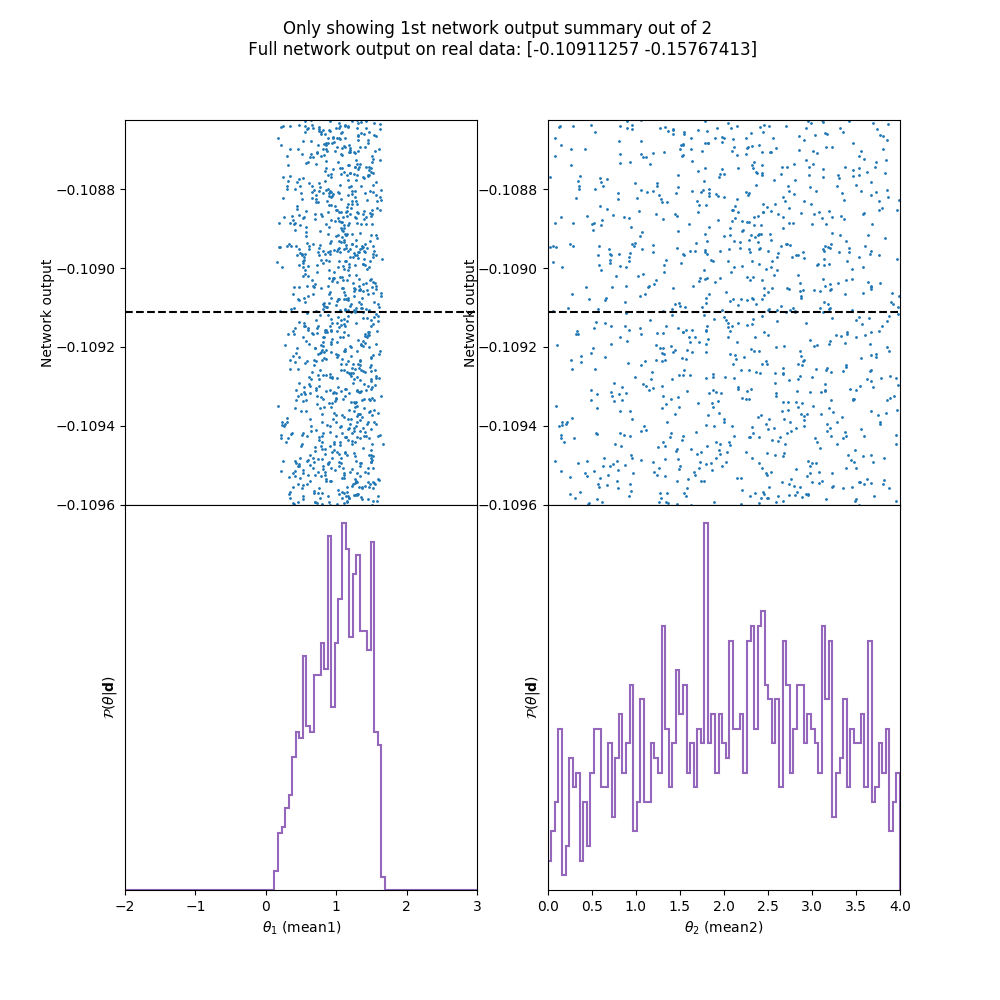 Only showing 1st network output summary out of 2
Full network output on real data: [-0.10911257 -0.15767413]
Network output
−0.1088
−0.1090
−0.1092
−0.1094
−0.1096
Network output
−0.1088
−0.1090
−0.1092
−0.1094
−0.1096
𝒫(θ|d)
−2 −1 0 1 2 3
θ₁ (mean1)
𝒫(θ|d)
0.0 0.5 1.0 1.5 2.0 2.5 3.0 3.5 4.0
θ₂ (mean2)